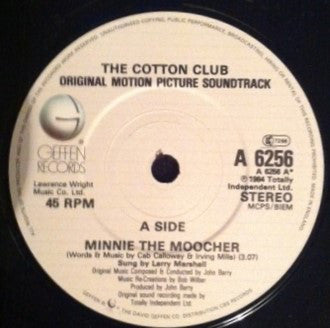 THE COTTON CLUB
ORIGINAL MOTION PICTURE SOUNDTRACK
GEFFEN
RECORDS
Lawrence Wright
Music Co. Ltd.
45 RPM
A 6256
A 6256 A*
℗ 1984 Totally
Independent Ltd.
STEREO
MCPS/BIEM
A SIDE
MINNIE THE MOOCHER
(Words & Music by Cab Calloway & Irving Mills) (3.07)
Sung by Larry Marshall
Original Music Composed & Conducted by John Barry
Music Re-Creations by Bob Wilber
Produced by
John Barry
Original sound recording made by
Totally Independent Ltd.